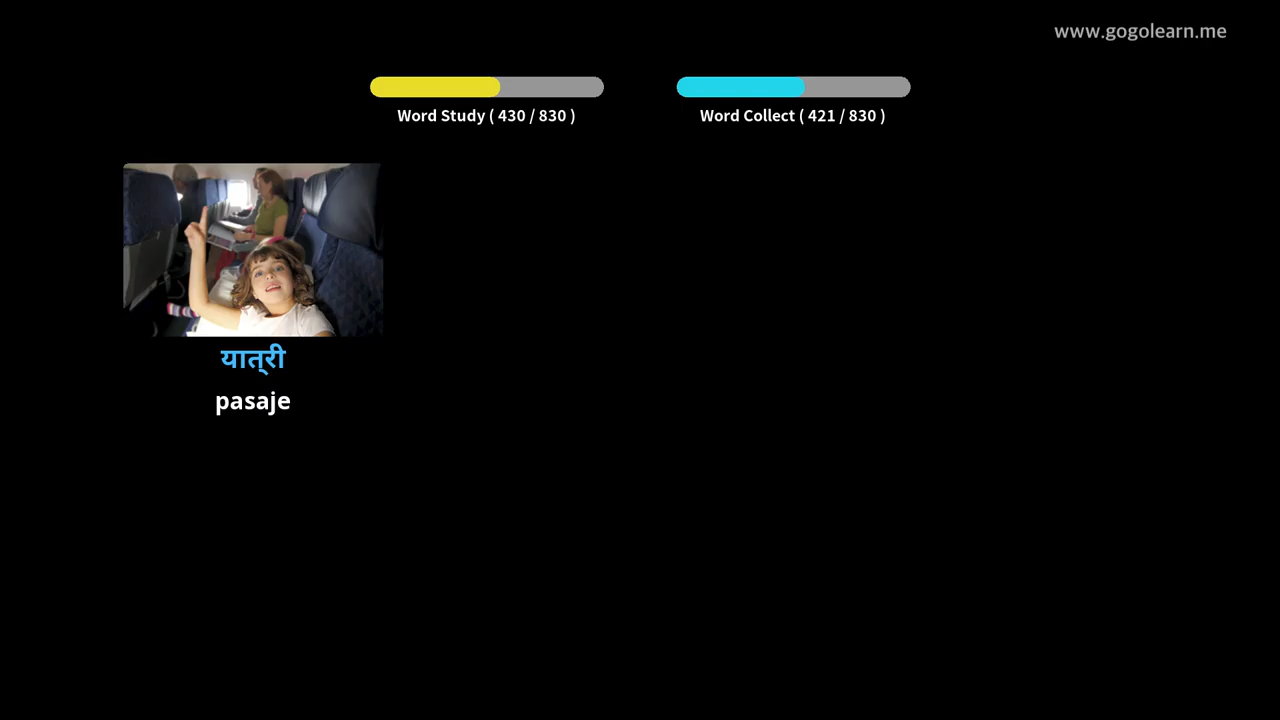 www.gogolearn.me
Word Study ( 430 / 830 )
Word Collect ( 421 / 830 )
यात्री
pasaje